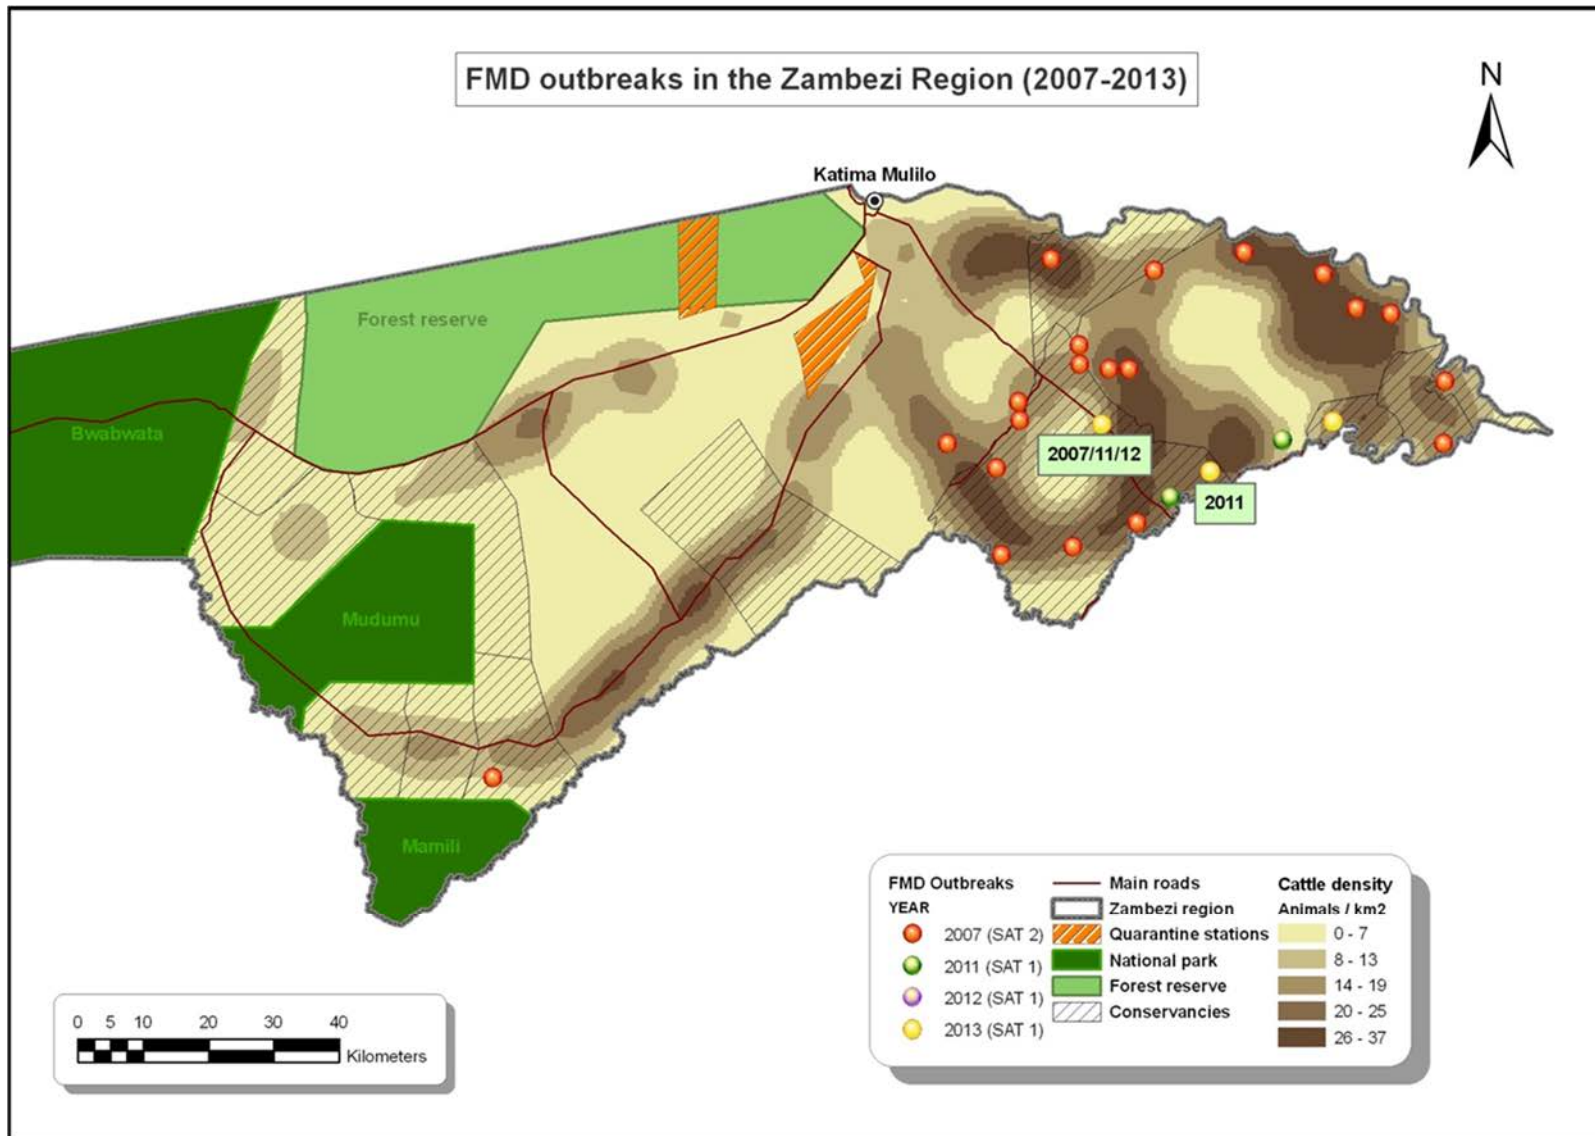 FMD outbreaks in the Zambezi Region (2007-2013)
N
Katima Mulilo
Forest reserve
Bwabwata
2007/11/12
2011
Mudumu
Mamili
FMD Outbreaks
YEAR
2007 (SAT 2)
2011 (SAT 1)
2012 (SAT 1)
2013 (SAT 1)
Main roads
Zambezi region
Quarantine stations
National park
Forest reserve
Conservancies
Cattle density
Animals / km2
0 - 7
8 - 13
14 - 19
20 - 25
26 - 37
0 5 10 20 30 40
Kilometers